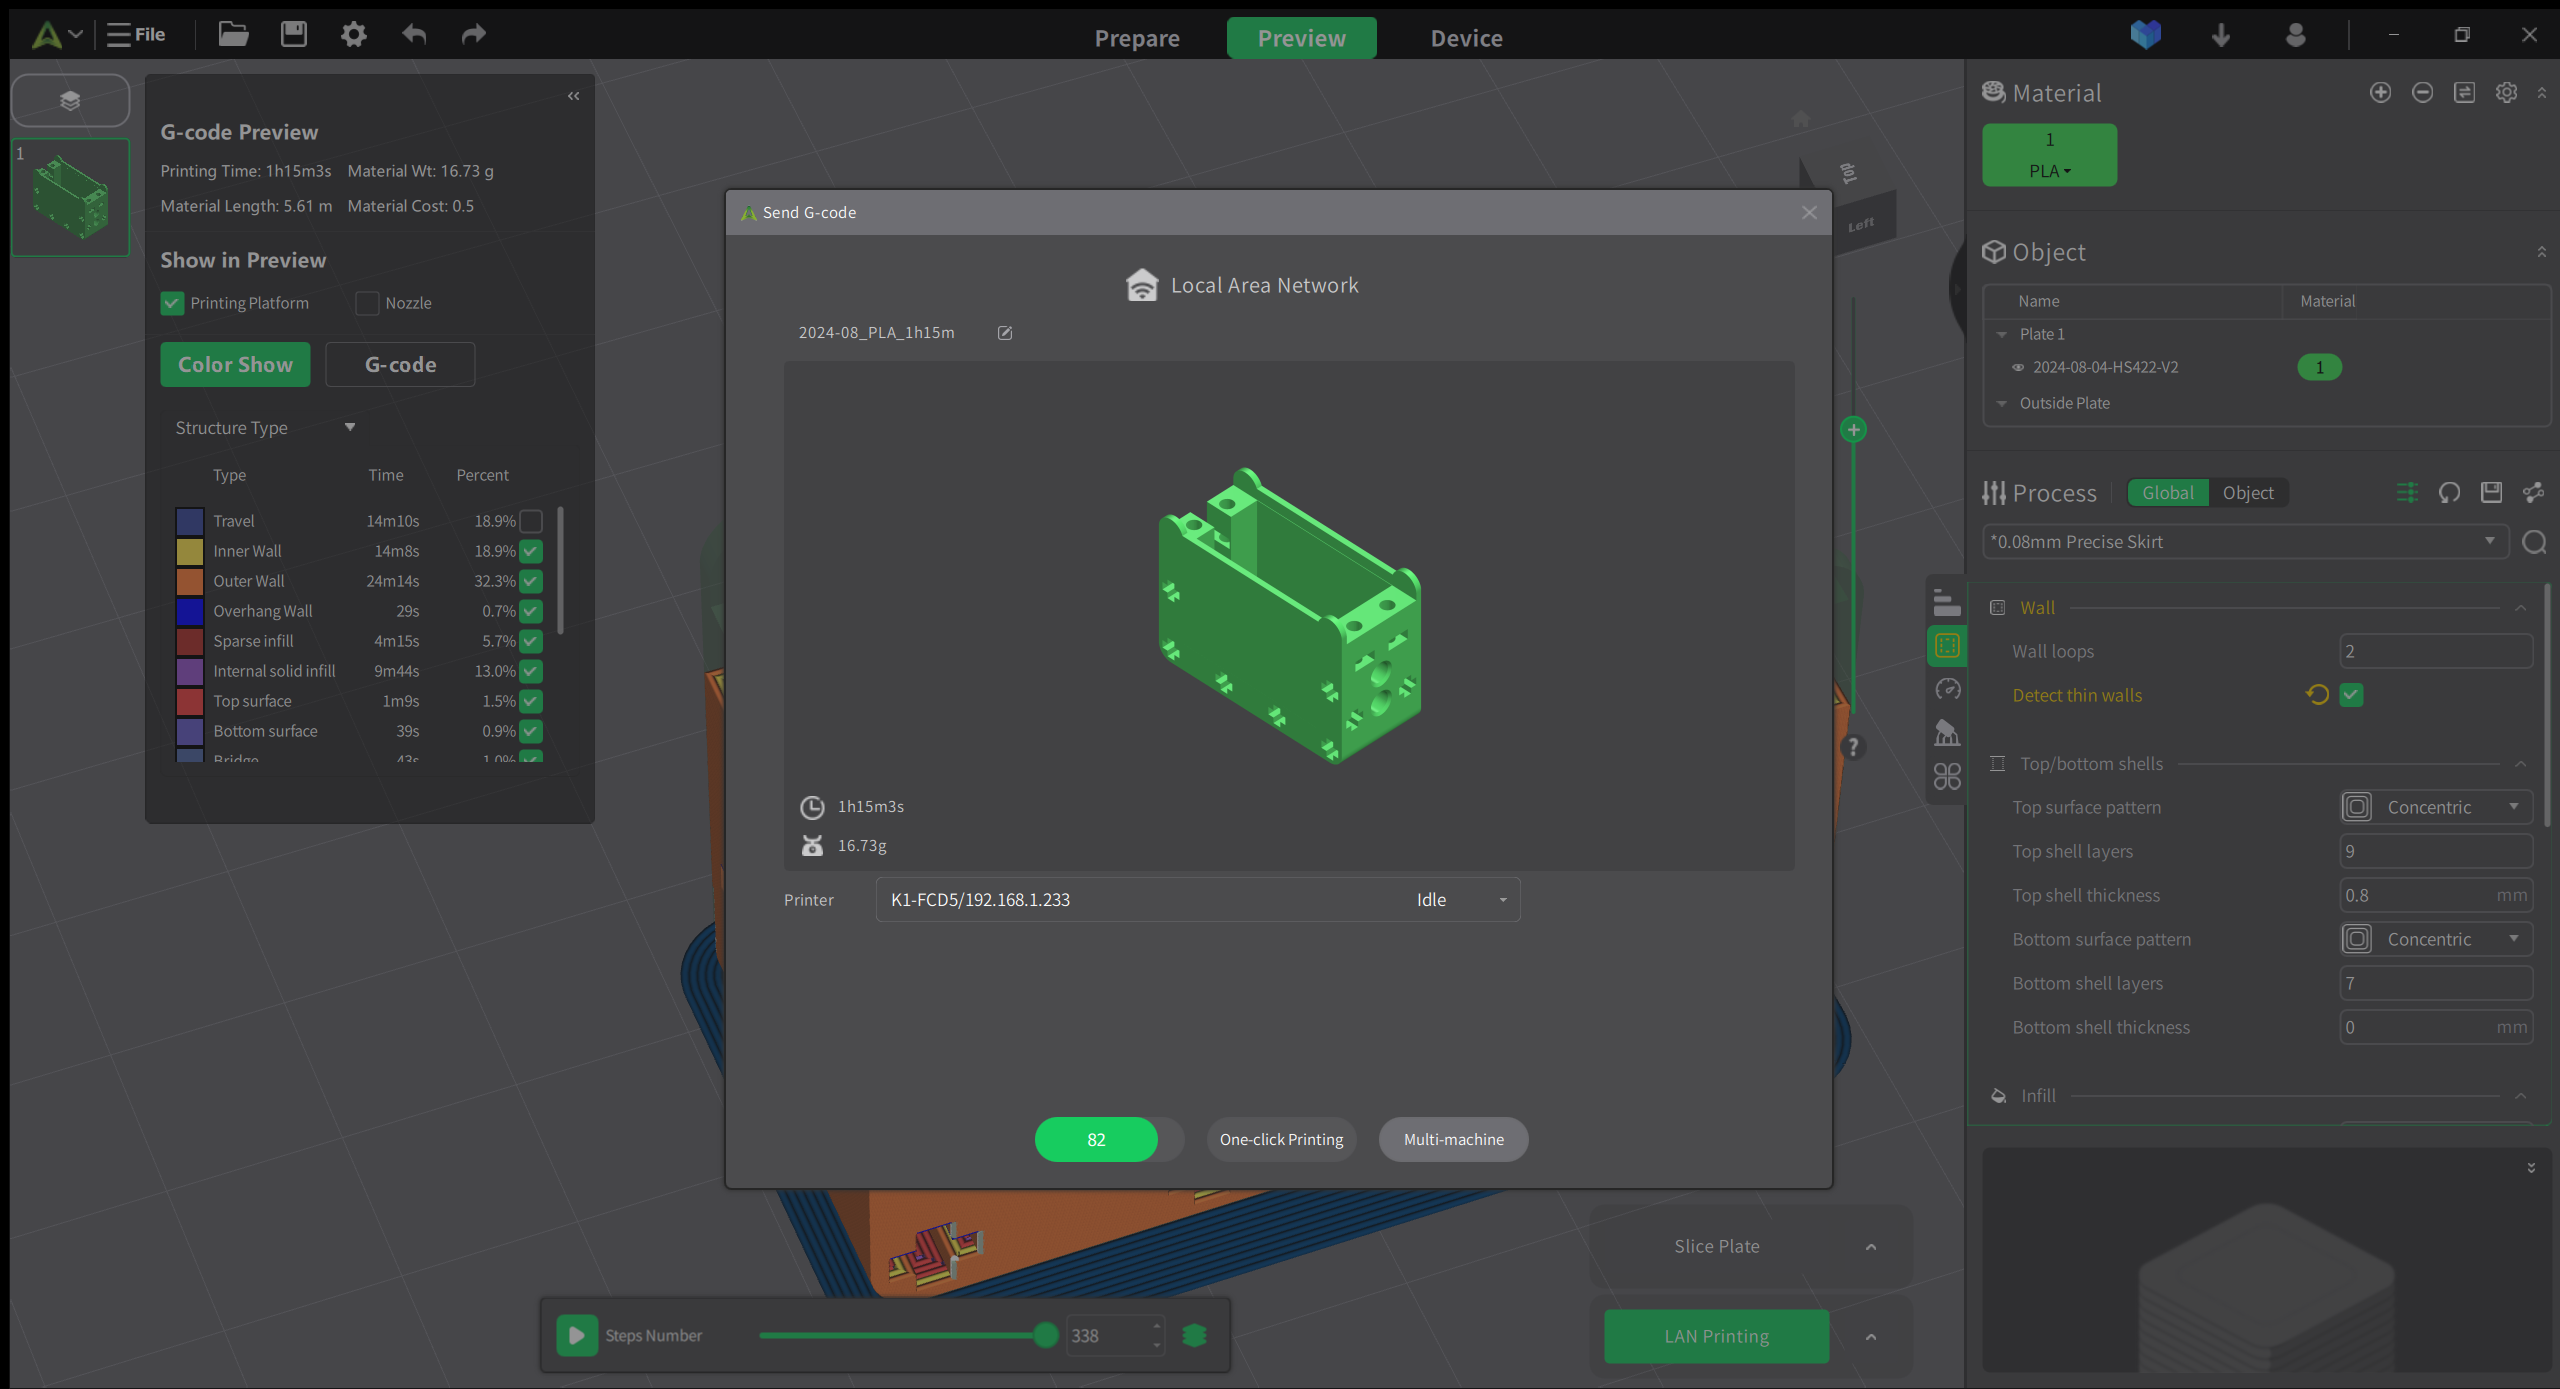 File
Prepare
Preview
Device
1
G-code Preview
Printing Time: 1h15m3s Material Wt: 16.73 g
Material Length: 5.61 m Material Cost: 0.5
Show in Preview
Printing Platform
Nozzle
Color Show
G-code
Structure Type
Type Time Percent
Travel 14m10s 18.9%
Inner Wall 14m8s 18.9%
Outer Wall 24m14s 32.3%
Overhang Wall 29s 0.7%
Sparse infill 4m15s 5.7%
Internal solid infill 9m44s 13.0%
Top surface 1m9s 1.5%
Bottom surface 39s 0.9%
Bridge 43s 1.0%
Send G-code
Local Area Network
2024-08_PLA_1h15m
1h15m3s
16.73g
Printer
K1-FCD5/192.168.1.233 Idle
82
One-click Printing
Multi-machine
Top
Left
?
Steps Number
338
Slice Plate
LAN Printing
Material
1
PLA
Object
Name Material
Plate 1
2024-08-04-HS422-V2 1
Outside Plate
Process
Global
Object
*0.08mm Precise Skirt
Wall
Wall loops 2
Detect thin walls
Top/bottom shells
Top surface pattern Concentric
Top shell layers 9
Top shell thickness 0.8 mm
Bottom surface pattern Concentric
Bottom shell layers 7
Bottom shell thickness 0 mm
Infill